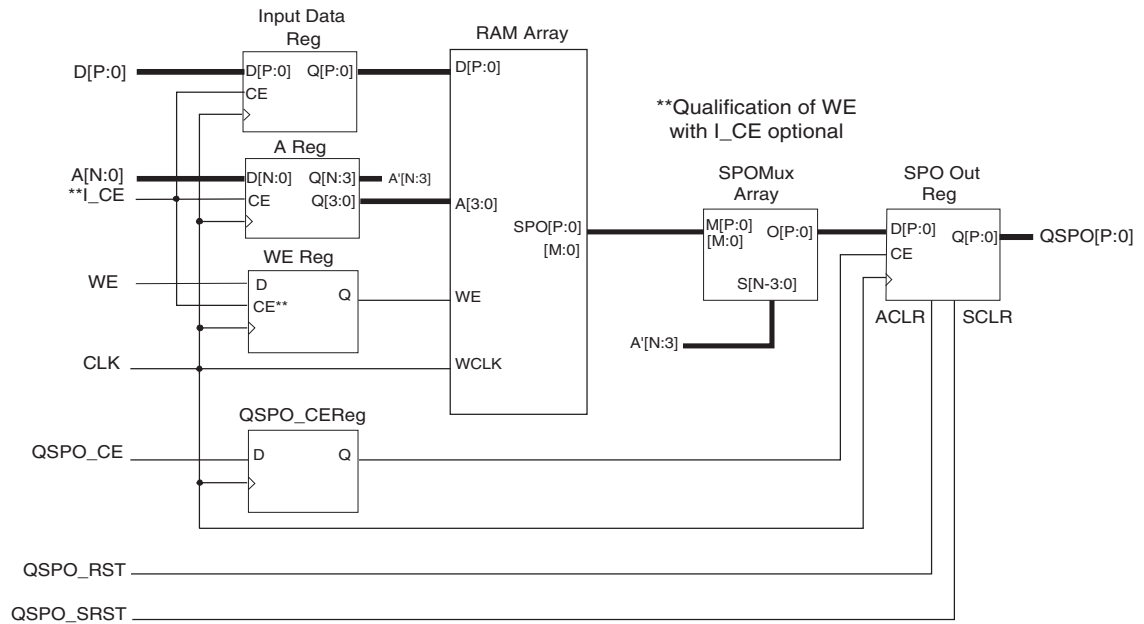 Input Data
Reg
D[P:0]
D[P:0] Q[P:0]
CE
A Reg
A[N:0]
**I_CE
D[N:0] Q[N:3]
CE Q[3:0]
A'[N:3]
WE Reg
WE
D
Q
CE**
CLK
QSPO_CEReg
QSPO_CE
D Q
QSPO_RST
QSPO_SRST
RAM Array
D[P:0]
A[3:0]
SPO[P:0]
[M:0]
WE
WCLK
**Qualification of WE
with I_CE optional
SPOMux
Array
M[P:0] O[P:0]
[M:0]
S[N-3:0]
A'[N:3]
SPO Out
Reg
D[P:0] Q[P:0]
CE
QSPO[P:0]
ACLR SCLR